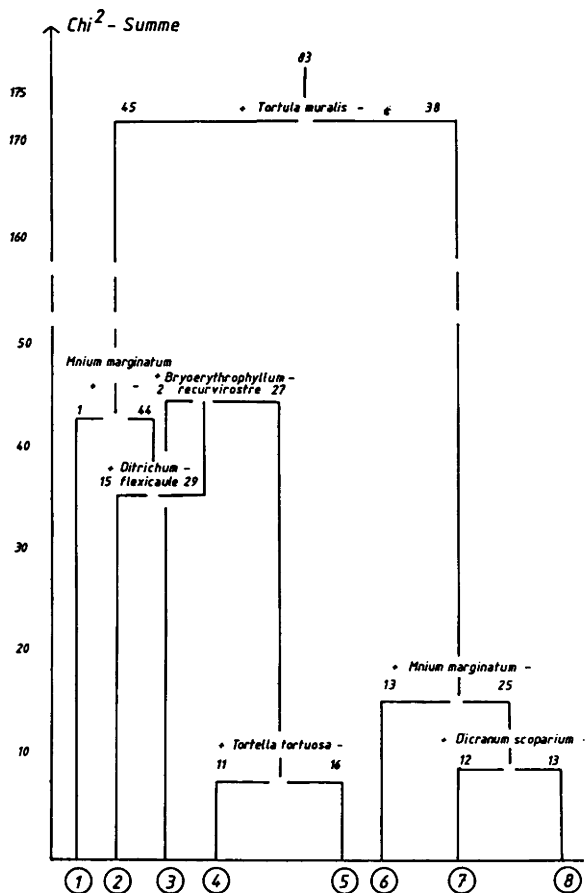 Chi² - Summe
83
175
45 + Tortula muralis - 38
170
160
50
Mnium marginatum
+ Bryoerythrophyllum -
+ - 2 recurvirostre 27
1 44
40
+ Ditrichum -
15 flexicaule 29
30
20
+ Mnium marginatum -
13 25
10
+ Tortella tortuosa -
+ Dicranum scoparium -
11 16
12 13
1 2 3 4 5 6 7 8